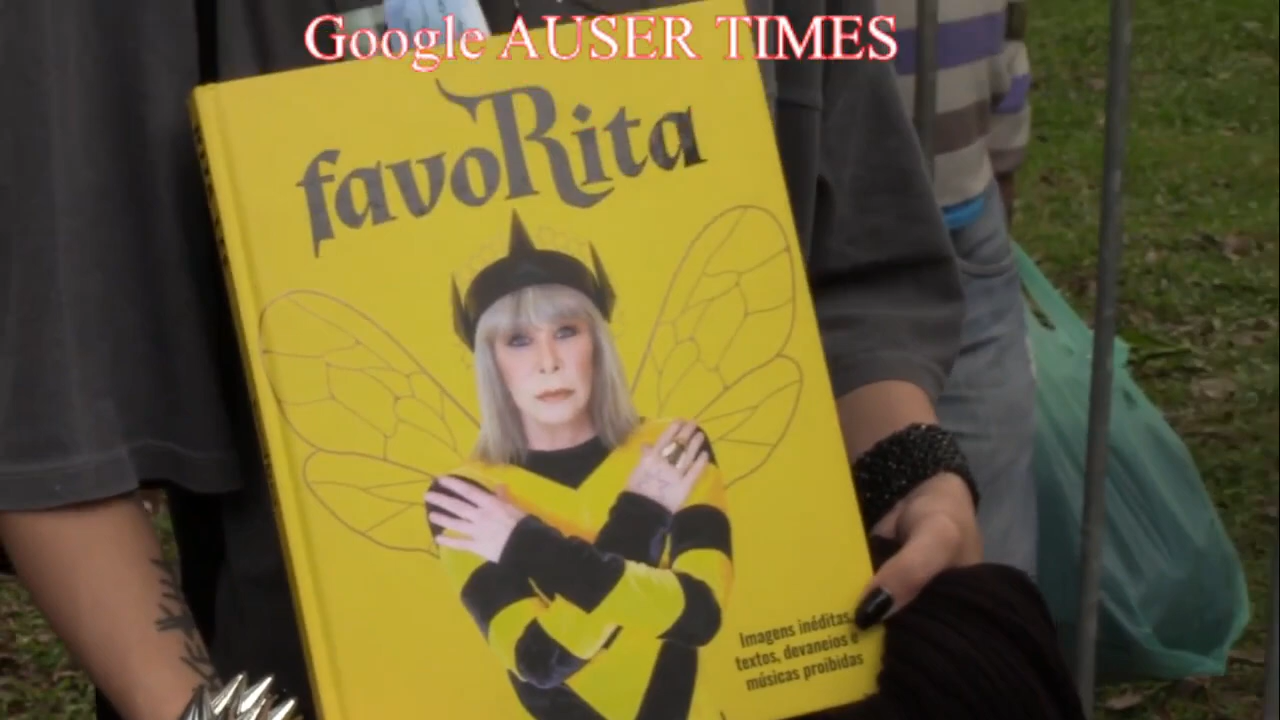 Google AUSER TIMES
favoRita
Imagens inéditas,
textos, devaneios e
músicas proibidas